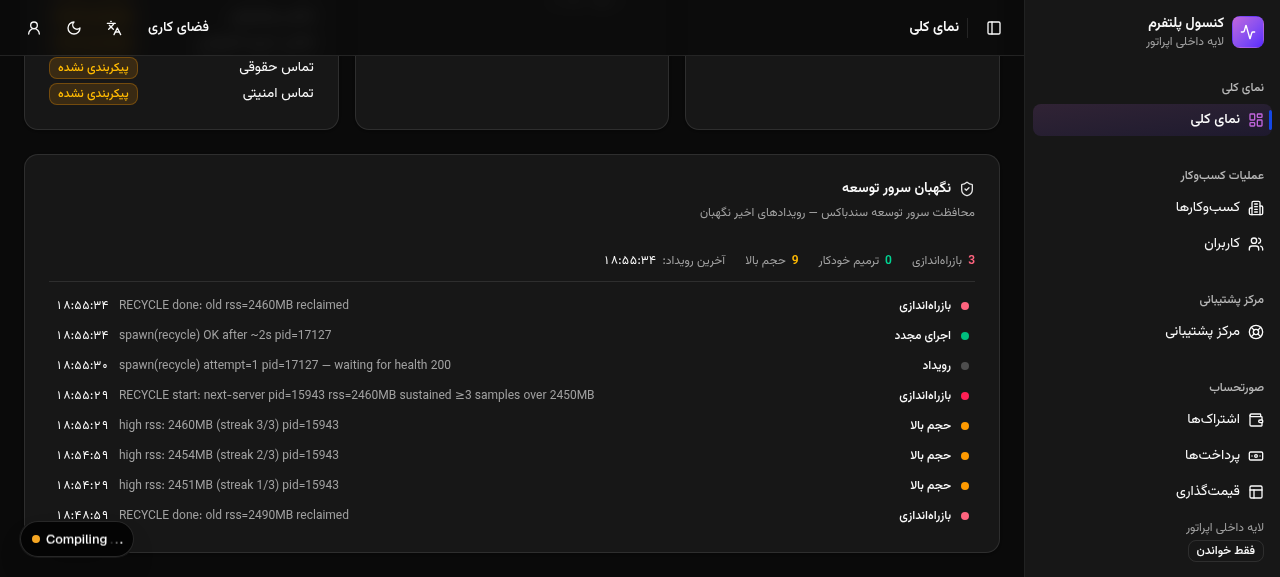 کنسول پلتفرم
لایه داخلی اپراتور
نمای کلی
نمای کلی
عملیات کسب‌وکار
کسب‌وکارها
کاربران
مرکز پشتیبانی
مرکز پشتیبانی
صورتحساب
اشتراک‌ها
پرداخت‌ها
قیمت‌گذاری
لایه داخلی اپراتور
فقط خواندن
نمای کلی
فضای کاری
تماس حقوقی پیکربندی نشده
تماس امنیتی پیکربندی نشده
نگهبان سرور توسعه
محافظت سرور توسعه سندباکس — رویدادهای اخیر نگهبان
3 بازراه‌اندازی 0 ترمیم خودکار 9 حجم بالا آخرین رویداد: ۱۸:۵۵:۳۴
بازراه‌اندازی RECYCLE done: old rss=2460MB reclaimed ۱۸:۵۵:۳۴
اجرای مجدد spawn(recycle) OK after ~2s pid=17127 ۱۸:۵۵:۳۴
رویداد spawn(recycle) attempt=1 pid=17127 — waiting for health 200 ۱۸:۵۵:۳۰
بازراه‌اندازی RECYCLE start: next-server pid=15943 rss=2460MB sustained ≥3 samples over 2450MB ۱۸:۵۵:۲۹
حجم بالا high rss: 2460MB (streak 3/3) pid=15943 ۱۸:۵۵:۲۹
حجم بالا high rss: 2454MB (streak 2/3) pid=15943 ۱۸:۵۴:۵۹
حجم بالا high rss: 2451MB (streak 1/3) pid=15943 ۱۸:۵۴:۲۹
بازراه‌اندازی RECYCLE done: old rss=2490MB reclaimed ۱۸:۴۸:۵۹
Compiling ...